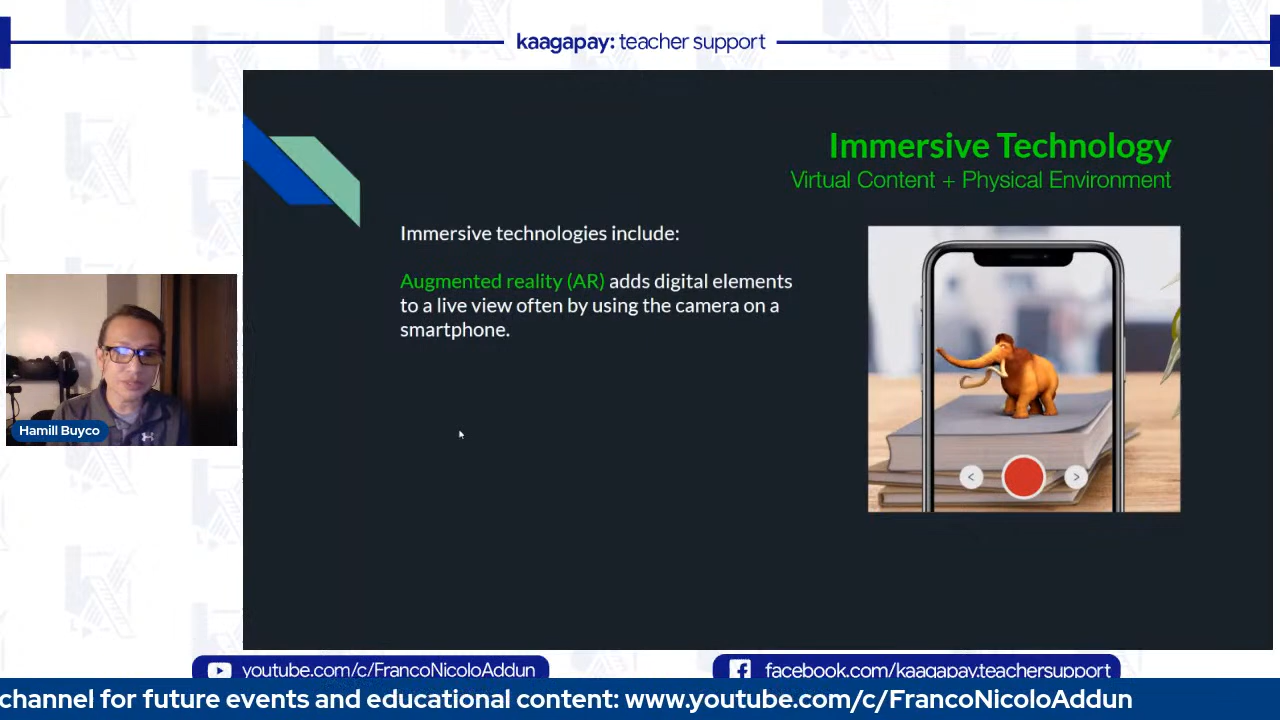 kaagapay: teacher support
Immersive Technology
Virtual Content + Physical Environment
Immersive technologies include:
Augmented reality (AR) adds digital elements
to a live view often by using the camera on a
smartphone.
Hamill Buyco
youtube.com/c/FrancoNicoloAddun
facebook.com/kaagapay.teachersupport
channel for future events and educational content: www.youtube.com/c/FrancoNicoloAddun